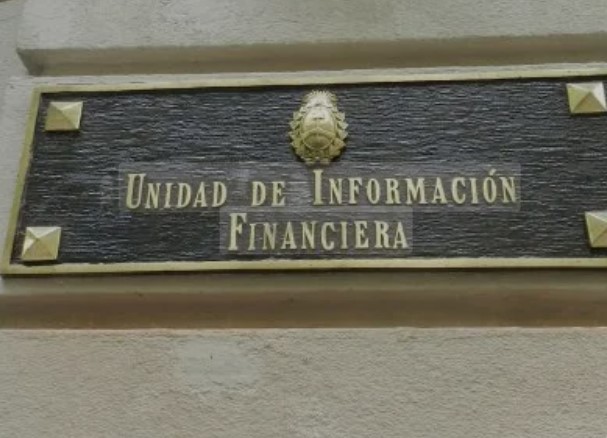 UNIDAD DE INFORMACIÓN
FINANCIERA